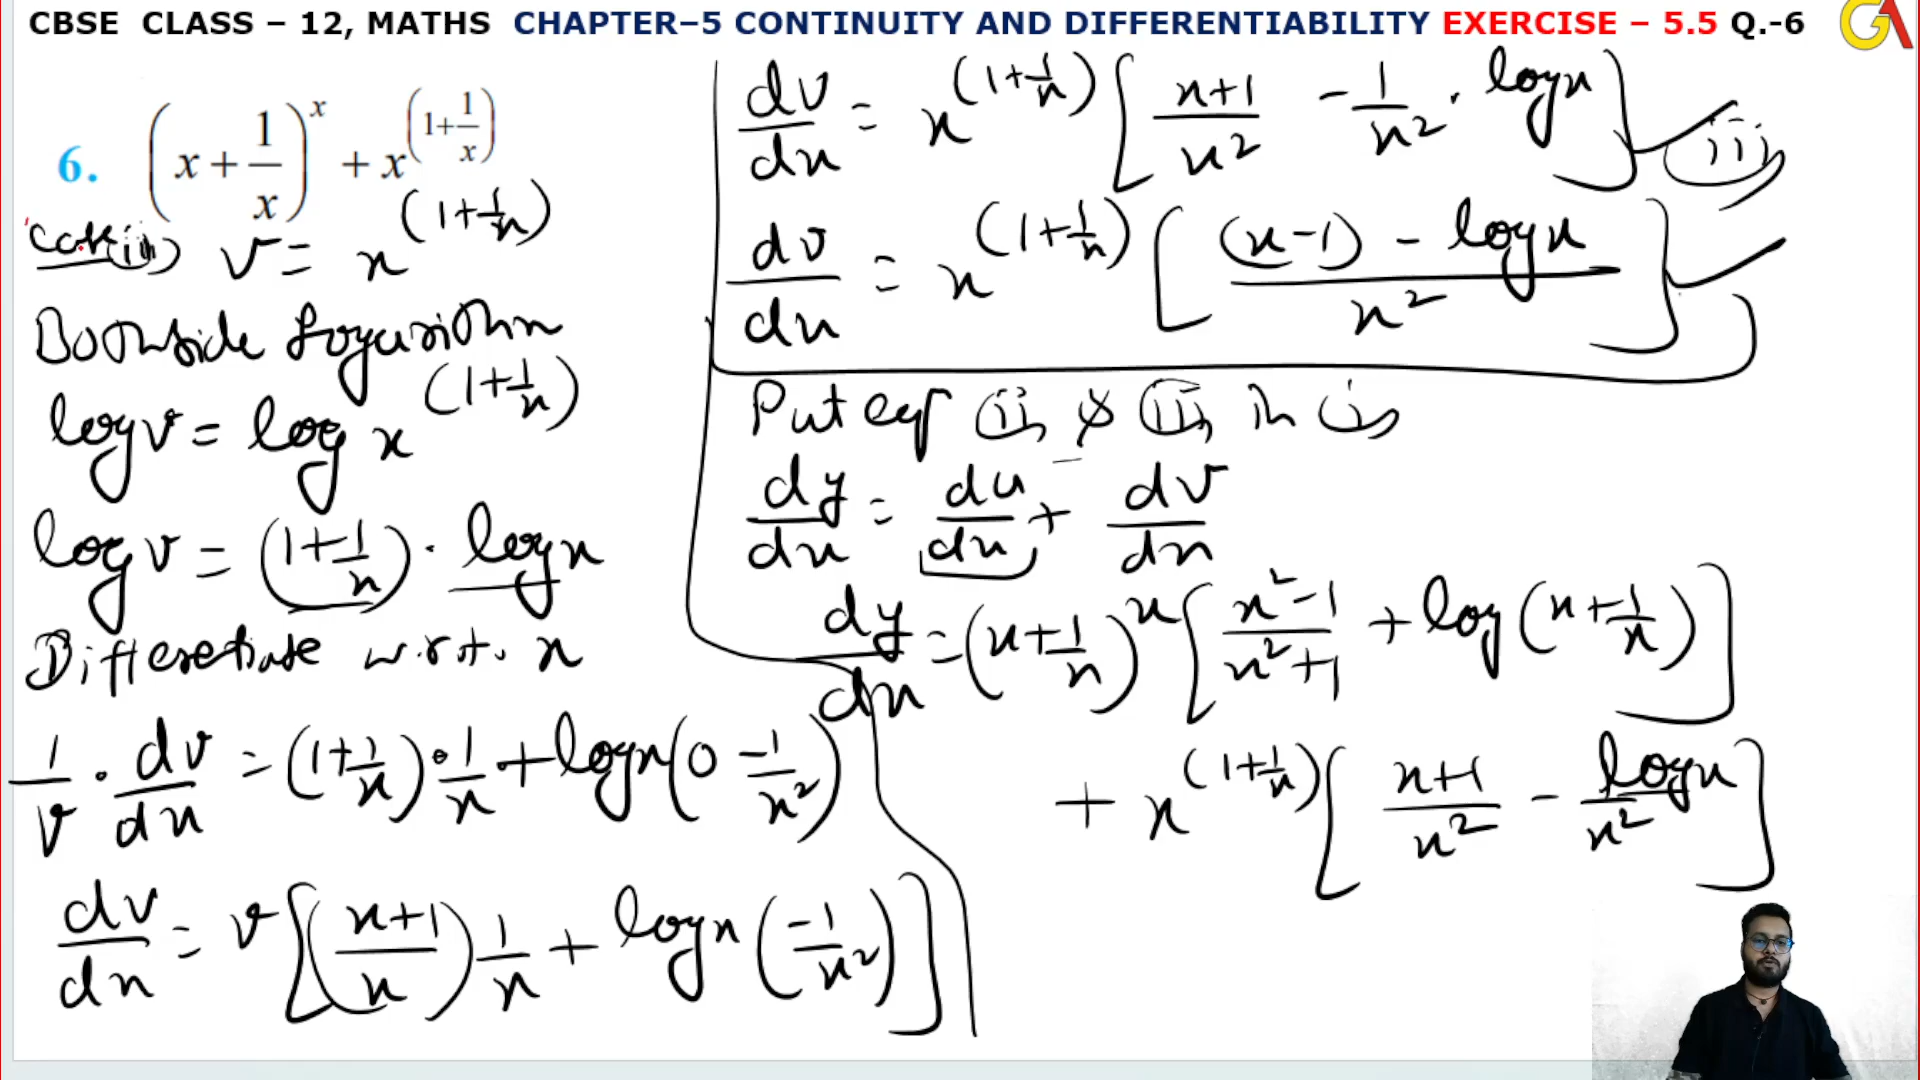 CBSE CLASS – 12, MATHS CHAPTER–5 CONTINUITY AND DIFFERENTIABILITY EXERCISE – 5.5 Q.-6
GA
6. (x + 1/x)^x + x^(1+1/x)
case (ii) v = x^(1+1/x)
Bothside Logarithm
log v = log x^(1+1/x)
log v = (1+1/x) · log x
Differetiate w.r.t. x
1/v · dv/dx = (1+1/x) · 1/x + log x (0 - 1/x²)
dv/dx = v [(x+1/x) 1/x + log x (-1/x²)]
dv/dx = x^(1+1/x) [x+1/x² - 1/x² · log x] (iii)
dv/dx = x^(1+1/x) [(x-1) - log x / x²]
Put eq (ii) & (iii) in (i)
dy/dx = du/dx + dv/dx
dy/dx = (x+1/x)^x [x²-1/x²+1 + log (x+1/x)]
+ x^(1+1/x) [x+1/x² - log x/x²]